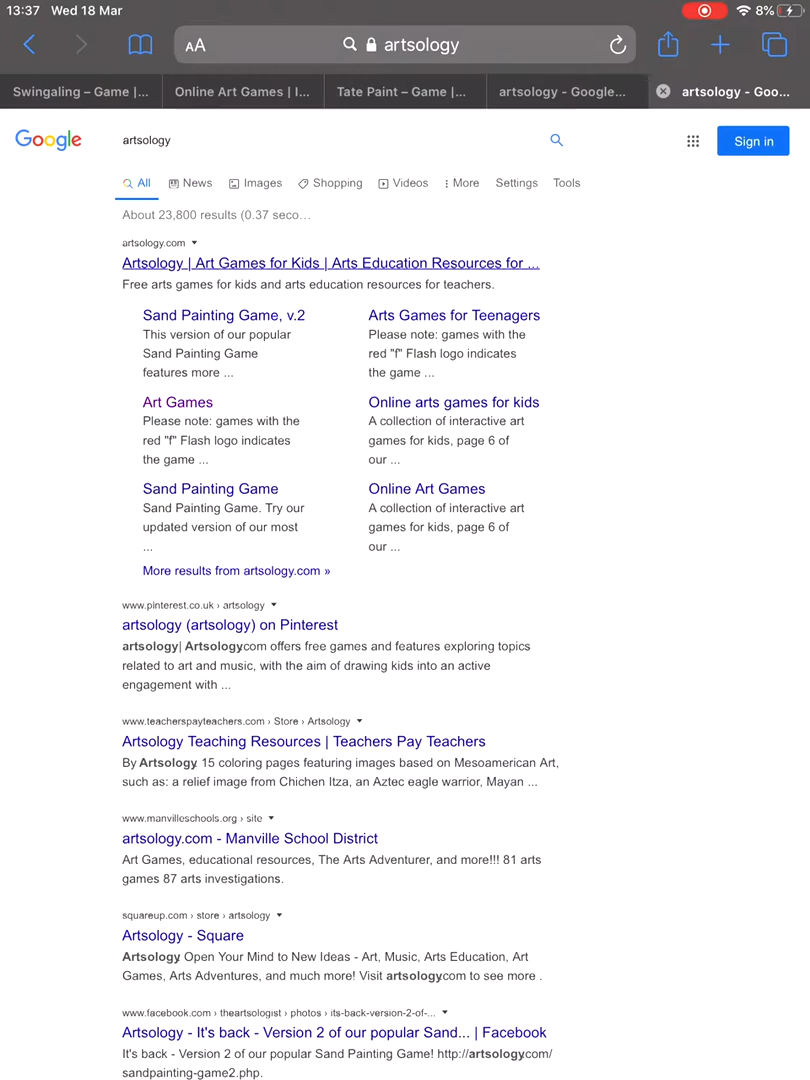 13:37 Wed 18 Mar 8%
AA artsology
Swingaling – Game |... Online Art Games | I... Tate Paint – Game |... artsology - Google... artsology - Goo...
Google artsology Sign in
All News Images Shopping Videos More Settings Tools
About 23,800 results (0.37 seco…
artsology.com
Artsology | Art Games for Kids | Arts Education Resources for ...
Free arts games for kids and arts education resources for teachers.
Sand Painting Game, v.2
This version of our popular
Sand Painting Game
features more ...
Arts Games for Teenagers
Please note: games with the
red "f" Flash logo indicates
the game ...
Art Games
Please note: games with the
red "f" Flash logo indicates
the game ...
Online arts games for kids
A collection of interactive art
games for kids, page 6 of
our ...
Sand Painting Game
Sand Painting Game. Try our
updated version of our most
...
Online Art Games
A collection of interactive art
games for kids, page 6 of
our ...
More results from artsology.com »
www.pinterest.co.uk › artsology
artsology (artsology) on Pinterest
artsology| Artsology.com offers free games and features exploring topics
related to art and music, with the aim of drawing kids into an active
engagement with ...
www.teacherspayteachers.com › Store › Artsology
Artsology Teaching Resources | Teachers Pay Teachers
By Artsology. 15 coloring pages featuring images based on Mesoamerican Art,
such as: a relief image from Chichen Itza, an Aztec eagle warrior, Mayan ...
www.manvilleschools.org › site
artsology.com - Manville School District
Art Games, educational resources, The Arts Adventurer, and more!!! 81 arts
games 87 arts investigations.
squareup.com › store › artsology
Artsology - Square
Artsology. Open Your Mind to New Ideas - Art, Music, Arts Education, Art
Games, Arts Adventures, and much more! Visit artsology.com to see more .
www.facebook.com › theartsologist › photos › its-back-version-2-of-...
Artsology - It's back - Version 2 of our popular Sand... | Facebook
It's back - Version 2 of our popular Sand Painting Game! http://artsology.com/
sandpainting-game2.php.